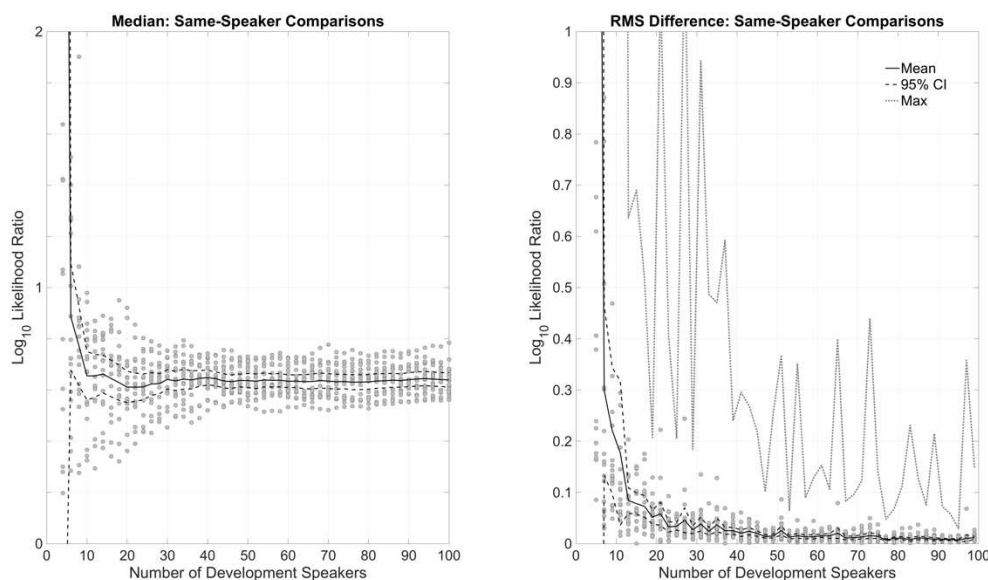 Median: Same-Speaker Comparisons
2
1
0
Log10 Likelihood Ratio
0 10 20 30 40 50 60 70 80 90 100
Number of Development Speakers
RMS Difference: Same-Speaker Comparisons
1
0.9
0.8
0.7
0.6
0.5
0.4
0.3
0.2
0.1
0
Log10 Likelihood Ratio
Mean
95% CI
Max
0 10 20 30 40 50 60 70 80 90 100
Number of Development Speakers